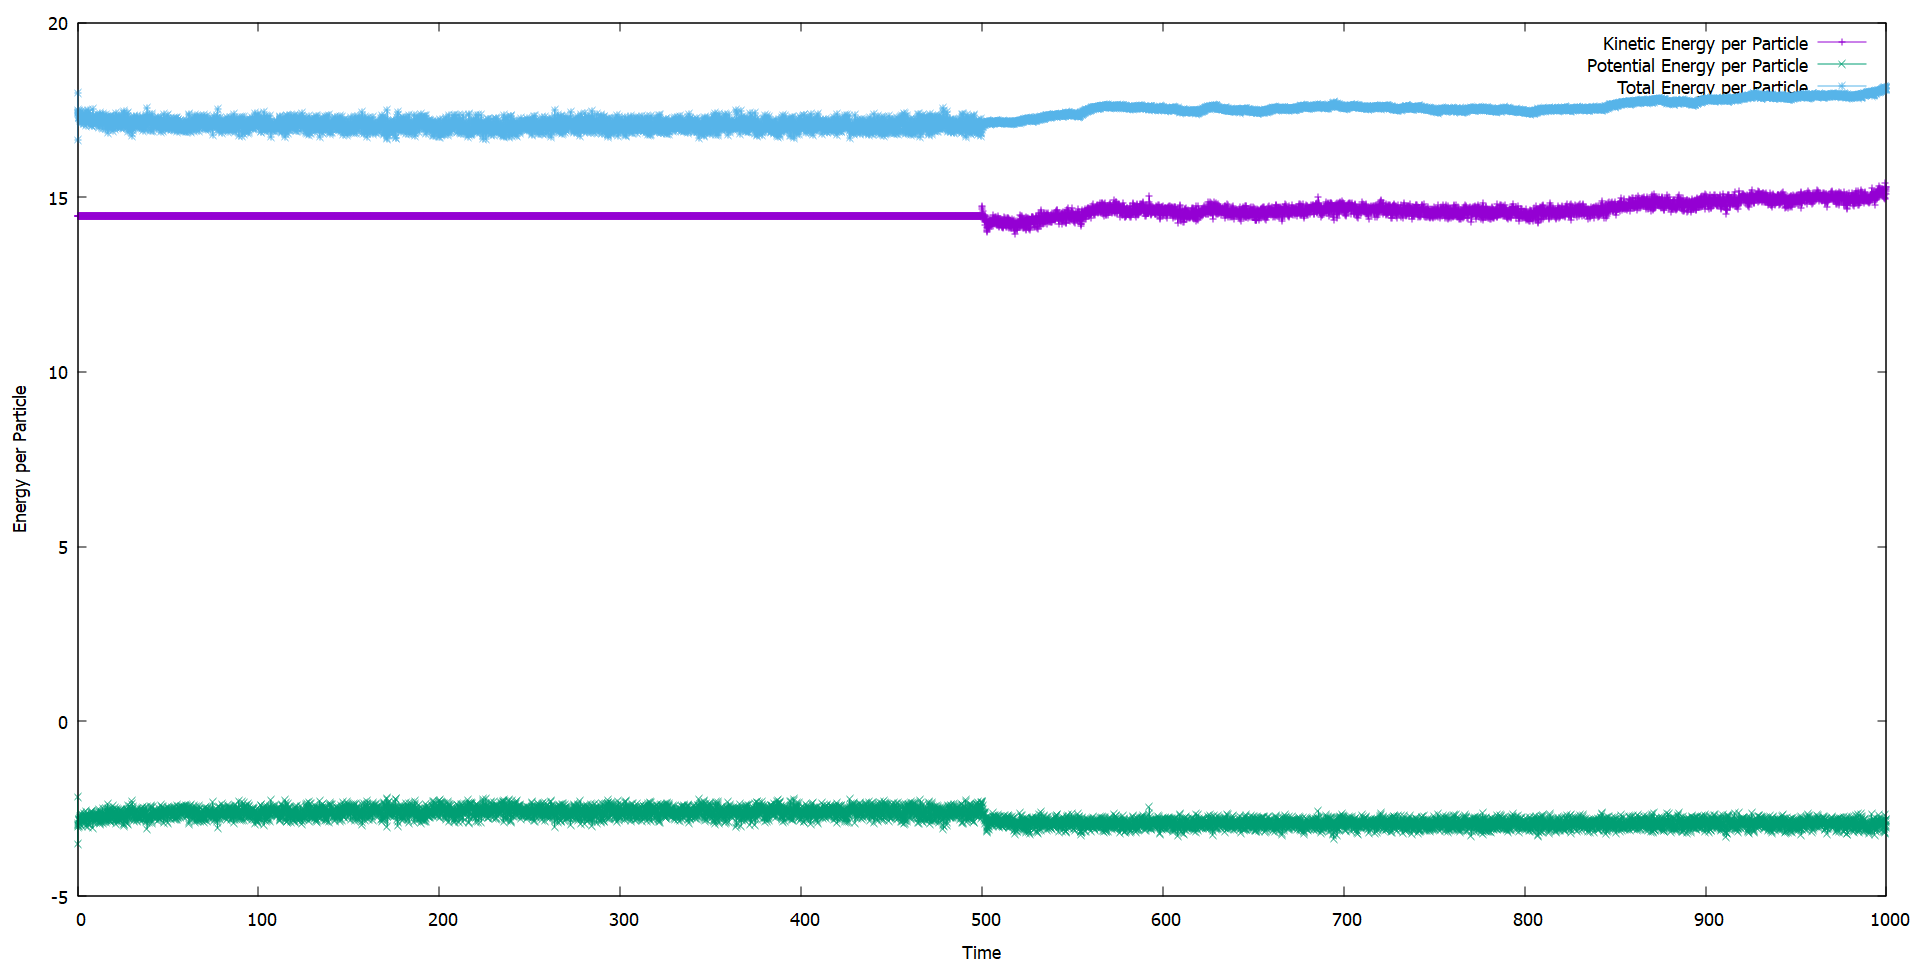 20
15
10
5
0
-5
Energy per Particle
Kinetic Energy per Particle
Potential Energy per Particle
Total Energy per Particle
0 100 200 300 400 500 600 700 800 900 1000
Time